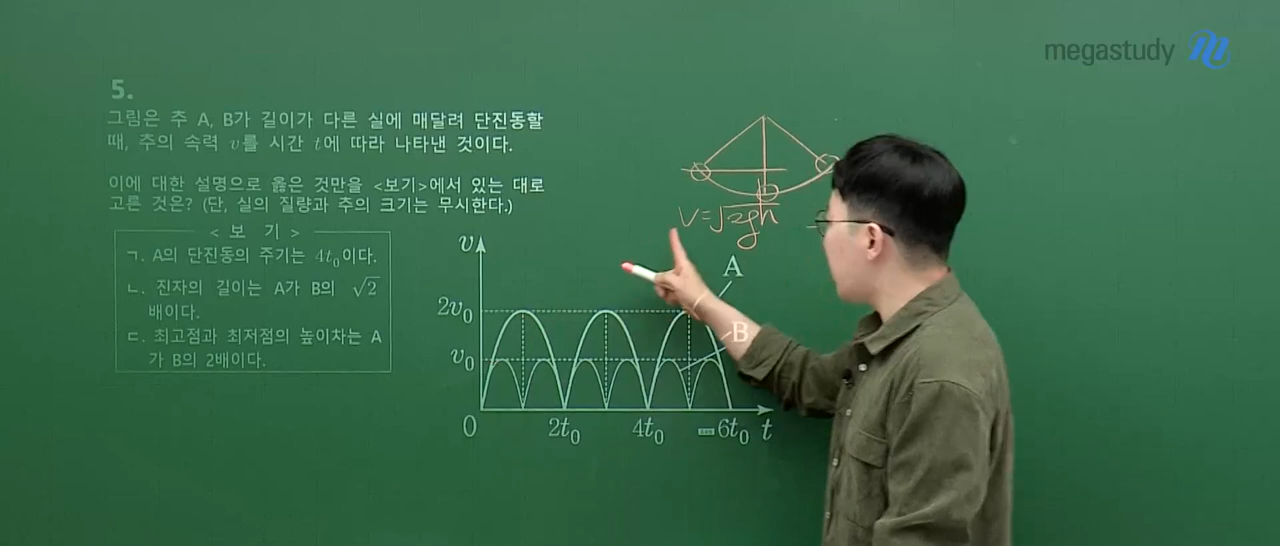 megastudy
5.
그림은 추 A, B가 길이가 다른 실에 매달려 단진동할
때, 추의 속력 v를 시간 t에 따라 나타낸 것이다.
이에 대한 설명으로 옳은 것만을 <보기>에서 있는 대로
고른 것은? (단, 실의 질량과 추의 크기는 무시한다.)
< 보 기 >
ㄱ. A의 단진동의 주기는 4t₀이다.
ㄴ. 진자의 길이는 A가 B의 √2
배이다.
ㄷ. 최고점과 최저점의 높이차는 A
가 B의 2배이다.
v=√2gh
v
A
2v₀
B
v₀
0 2t₀ 4t₀ 6t₀ t